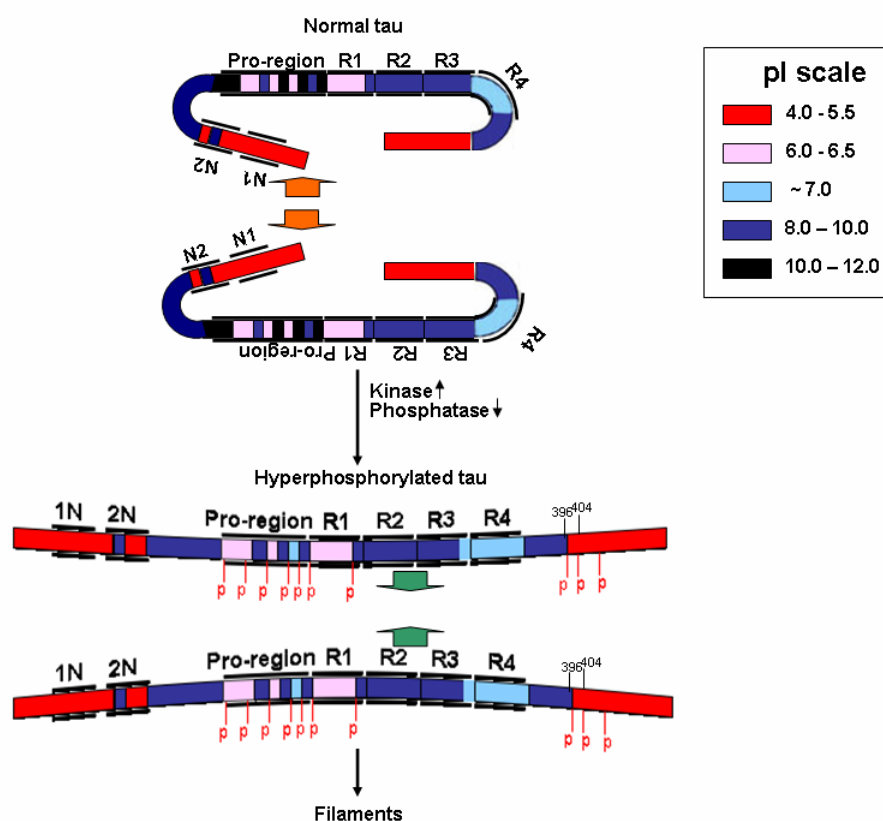 Normal tau
Pro-region R1 R2 R3 R4
N2 N1
pI scale
4.0 - 5.5
6.0 - 6.5
~ 7.0
8.0 – 10.0
10.0 – 12.0
N2 N1
Pro-region R1 R2 R3 R4
Kinase↑
Phosphatase↓
Hyperphosphorylated tau
1N 2N Pro-region R1 R2 R3 R4 396 404
p p p p p p p p p p
1N 2N Pro-region R1 R2 R3 R4 396 404
p p p p p p p p p p
Filaments